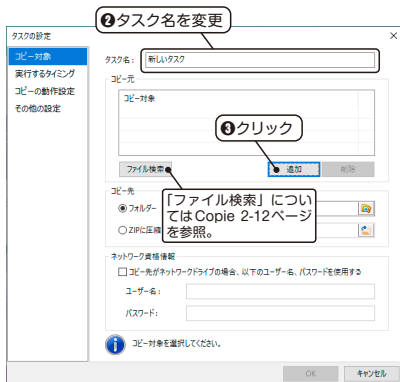 ❷タスク名を変更
タスクの設定
コピー対象
実行するタイミング
コピーの動作設定
その他の設定
タスク名： 新しいタスク
コピー元
コピー対象
❸クリック
ファイル検索 追加 削除
コピー先
フォルダー
ZIPに圧縮
「ファイル検索」につい
てはCopie 2-12ページ
を参照。
ネットワーク資格情報
コピー先がネットワークドライブの場合、以下のユーザー名、パスワードを使用する
ユーザー名：
パスワード：
コピー対象を選択してください。
OK キャンセル